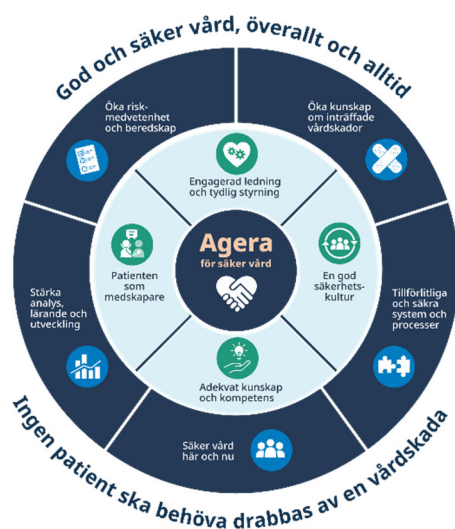 God och säker vård, överallt och alltid
Öka risk-
medvetenhet
och beredskap
Öka kunskap
om inträffade
vårdskador
Engagerad ledning
och tydlig styrning
Patienten
som
medskapare
Agera
för säker vård
En god
säkerhets-
kultur
Stärka
analys,
lärande och
utveckling
Tillförlitliga
och säkra
system och
processer
Adekvat kunskap
och kompetens
Säker vård
här och nu
Ingen patient ska behöva drabbas av en vårdskada